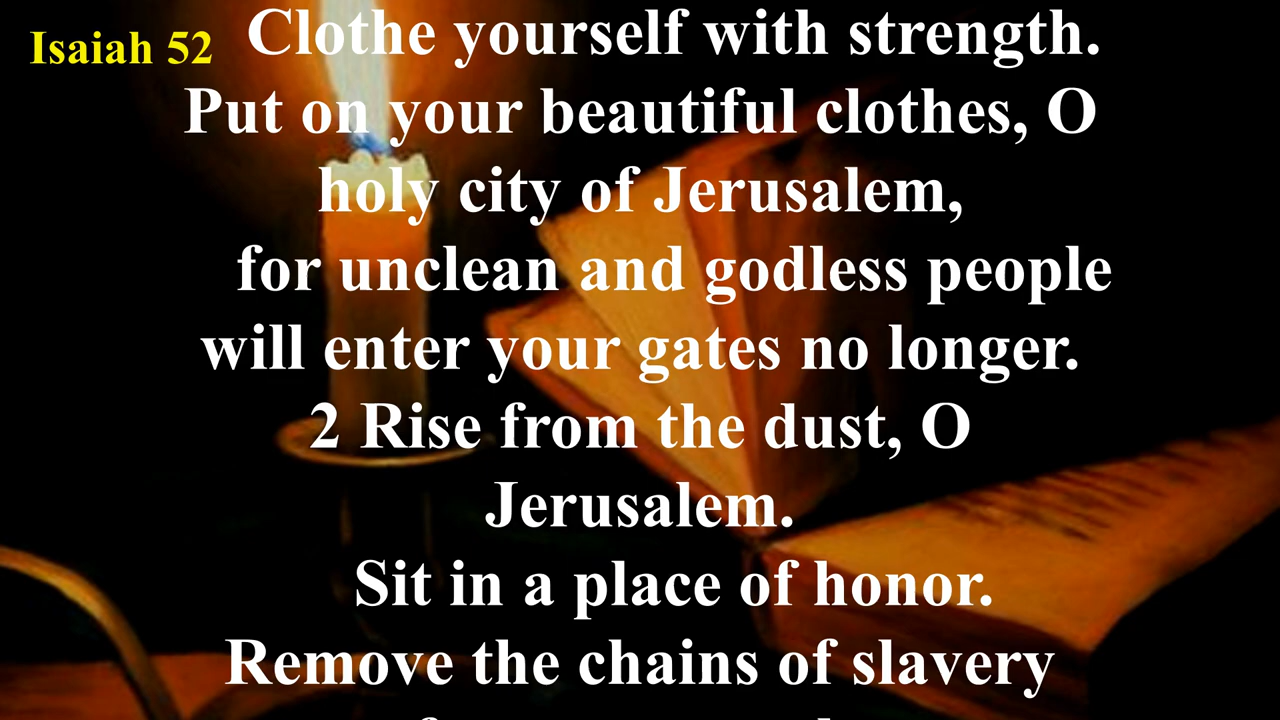 Isaiah 52
Clothe yourself with strength.
Put on your beautiful clothes, O
holy city of Jerusalem,
for unclean and godless people
will enter your gates no longer.
2 Rise from the dust, O
Jerusalem.
Sit in a place of honor.
Remove the chains of slavery